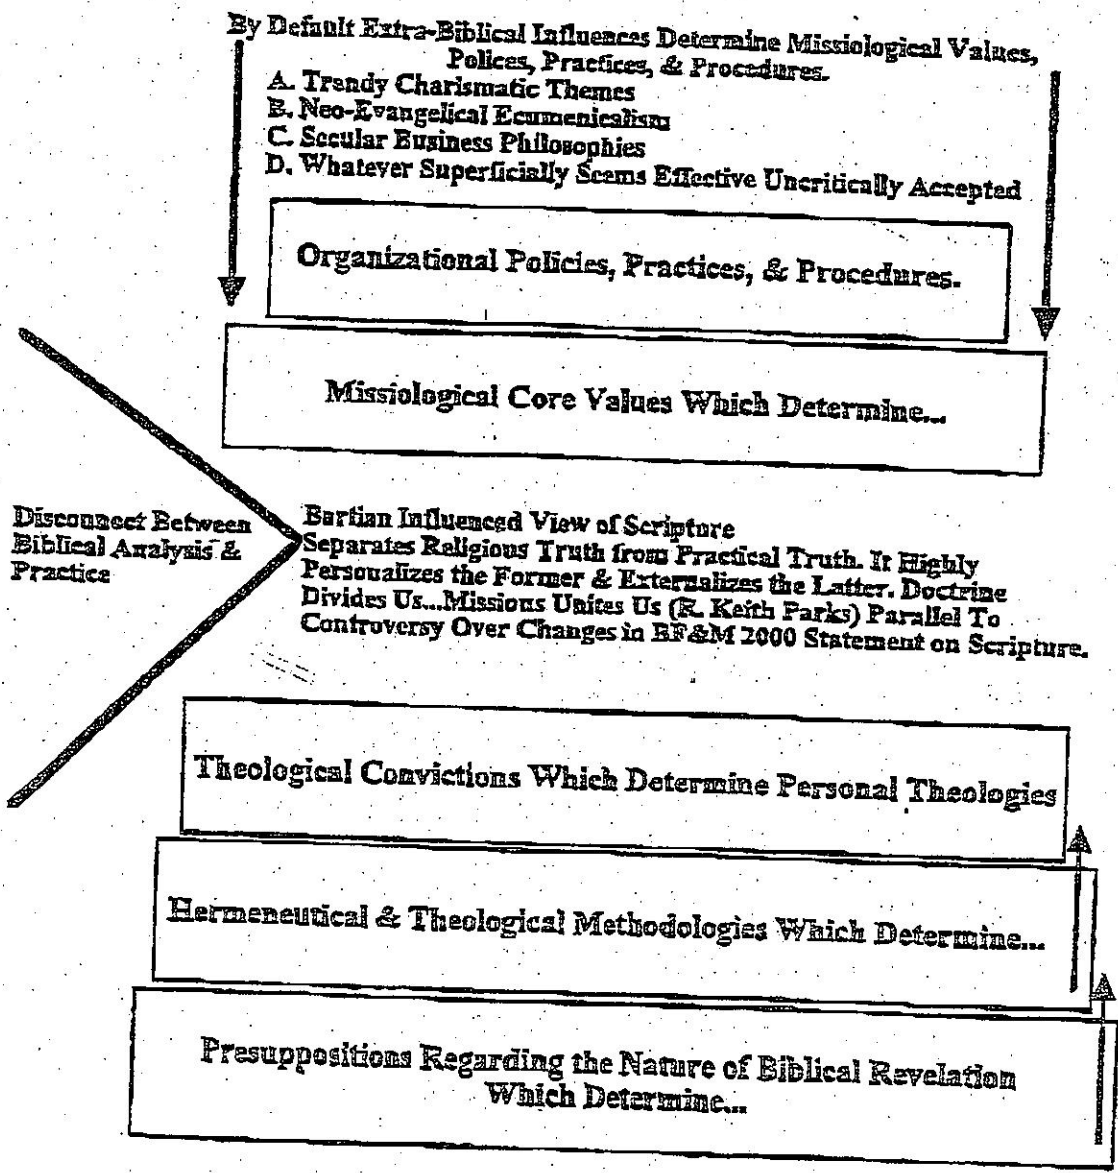 By Default Extra-Biblical Influences Determine Missiological Values,
Polices, Practices, & Procedures.
A. Trendy Charismatic Themes
B. Neo-Evangelical Ecumenicalism
C. Secular Business Philosophies
D. Whatever Superficially Seems Effective Uncritically Accepted
Organizational Policies, Practices, & Procedures.
Missiological Core Values Which Determine...
Disconnect Between
Biblical Analysis &
Practice
Bartian Influenced View of Scripture
Separates Religious Truth from Practical Truth. It Highly
Personalizes the Former & Externalizes the Latter. Doctrine
Divides Us...Missions Unites Us (R. Keith Parks) Parallel To
Controversy Over Changes in BF&M 2000 Statement on Scripture.
Theological Convictions Which Determine Personal Theologies
Hermeneutical & Theological Methodologies Which Determine...
Presuppositions Regarding the Nature of Biblical Revelation
Which Determine...